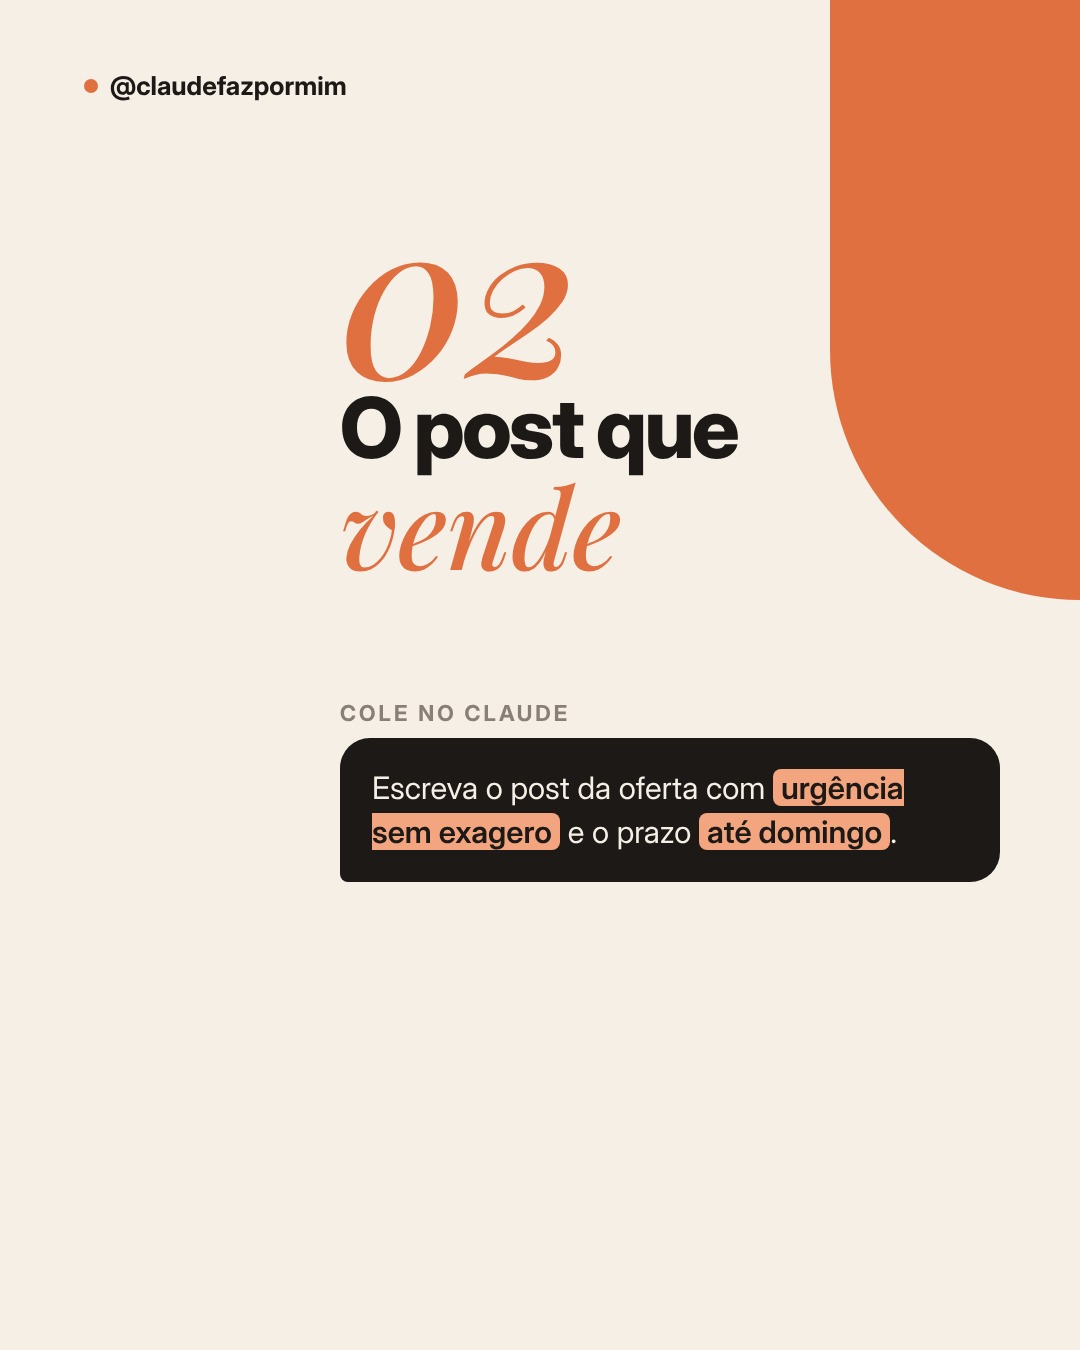 @claudefazpormim
02
O post que
vende
COLE NO CLAUDE
Escreva o post da oferta com urgência
sem exagero e o prazo até domingo.